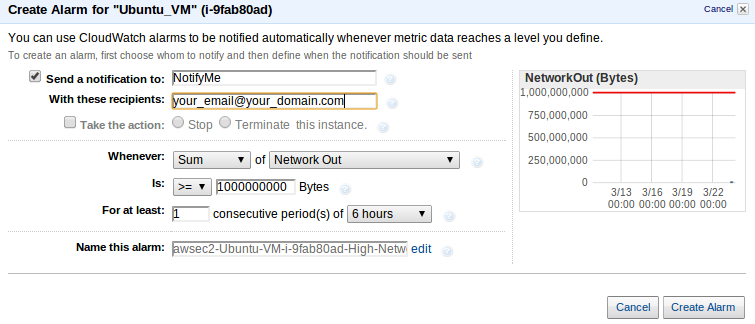 Create Alarm for "Ubuntu_VM" (i-9fab80ad)
Cancel
You can use CloudWatch alarms to be notified automatically whenever metric data reaches a level you define.
To create an alarm, first choose whom to notify and then define when the notification should be sent
Send a notification to: NotifyMe
With these recipients: your_email@your_domain.com
Take the action: Stop Terminate this instance.
Whenever: Sum of Network Out
Is: >= 1000000000 Bytes
For at least: 1 consecutive period(s) of 6 hours
Name this alarm: awsec2-Ubuntu-VM-i-9fab80ad-High-Netw edit
NetworkOut (Bytes)
1,000,000,000
750,000,000
500,000,000
250,000,000
0
3/13 3/16 3/19 3/22
00:00 00:00 00:00 00:00
Cancel Create Alarm